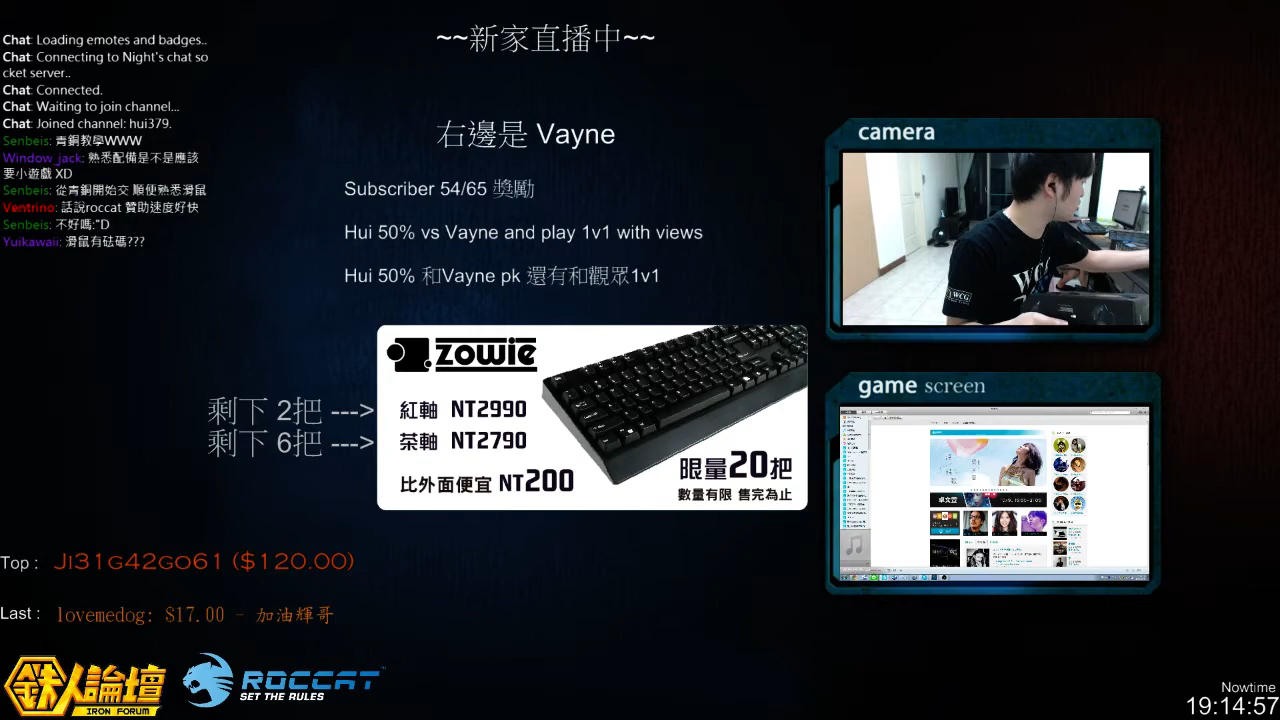 ~~新家直播中~~
Chat: Loading emotes and badges..
Chat: Connecting to Night's chat so
cket server..
Chat: Connected.
Chat: Waiting to join channel...
Chat: Joined channel: hui379.
Senbeis: 青銅教學WWW
Window_jack: 熟悉配備是不是應該
要小遊戲 XD
Senbeis: 從青銅開始交 順便熟悉滑鼠
Ventrino: 話說roccat 贊助速度好快
Senbeis: 不好嗎:"D
Yuikawaii: 滑鼠有砝碼???
右邊是 Vayne
Subscriber 54/65 獎勵
Hui 50% vs Vayne and play 1v1 with views
Hui 50% 和Vayne pk 還有和觀眾1v1
camera
WCG
game screen
ZOWIE
剩下 2把 --->
紅軸 NT2990
剩下 6把 --->
茶軸 NT2790
比外面便宜 NT200
限量20把
數量有限 售完為止
Top : Ji31g42go61 ($120.00)
Last : lovemedog: $17.00 - 加油輝哥
鉄人論壇
IRON FORUM
ROCCAT
SET THE RULES
Nowtime
19:14:57